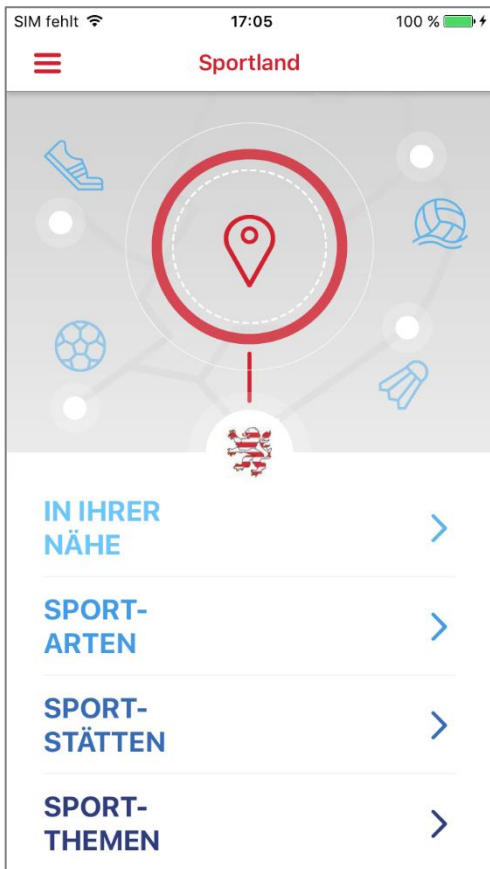 SIM fehlt 17:05 100 %
Sportland
IN IHRER
NÄHE
SPORT-
ARTEN
SPORT-
STÄTTEN
SPORT-
THEMEN